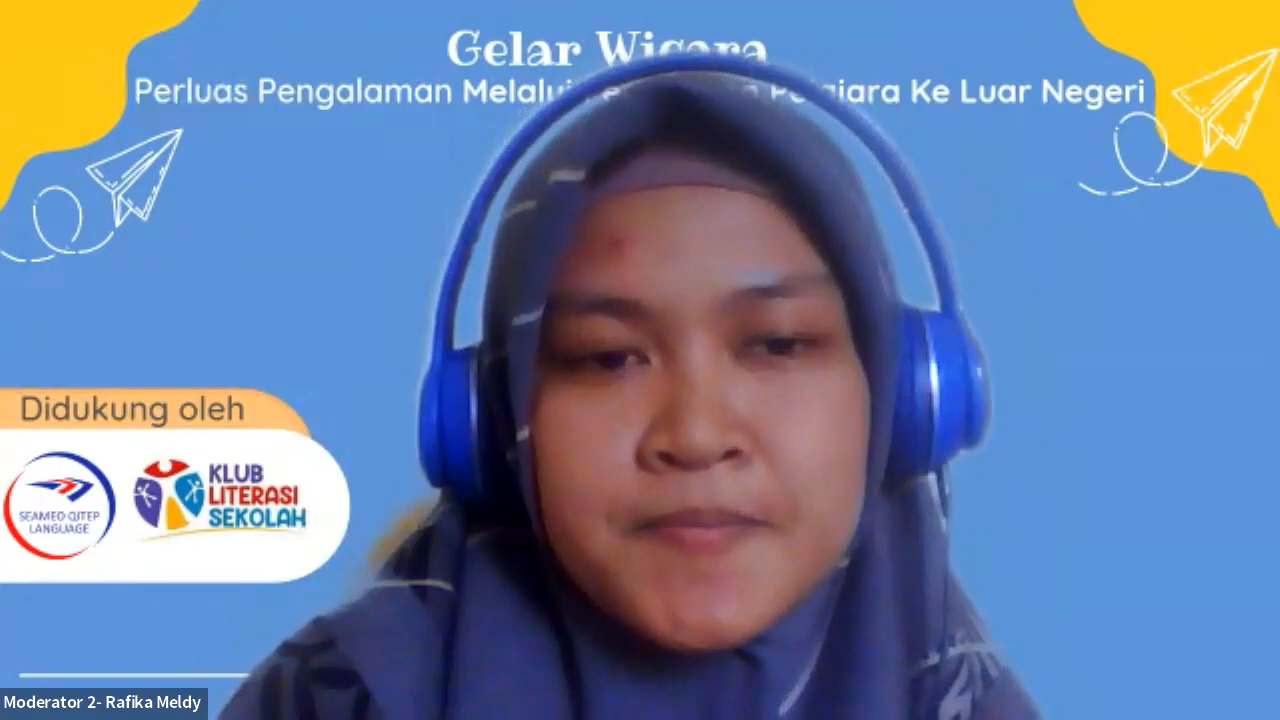 Gelar Wicara
Perluas Pengalaman Melalui Ke Luar Negeri
Didukung oleh
SEAMEO QITEP
LANGUAGE
KLUB
LITERASI
SEKOLAH
Moderator 2- Rafika Meldy